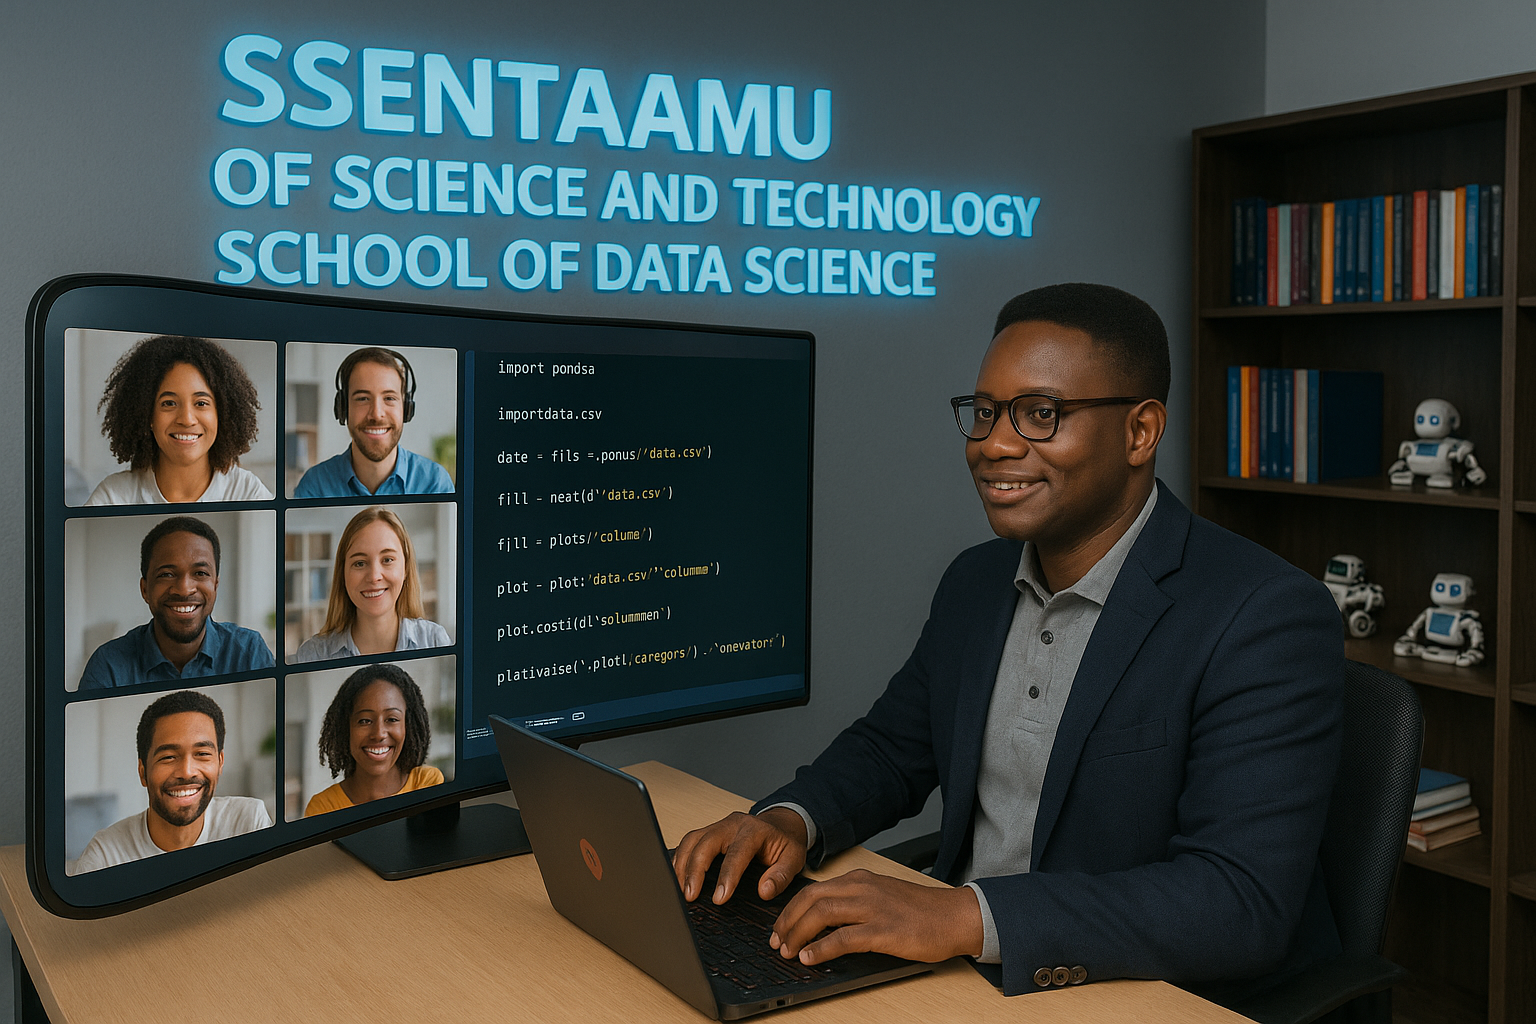 SSENTAAMU
OF SCIENCE AND TECHNOLOGY
SCHOOL OF DATA SCIENCE
import pondsa
importdata.csv
date = fils =.ponus/'data.csv')
fill - neat(d''data.csv')
fjll = plots/'colume')
plot - plot:'data.csv/''columme')
plot.costi(dl's​olummmen')
plativaise('.plotl/caregors/) .-'onevator:')